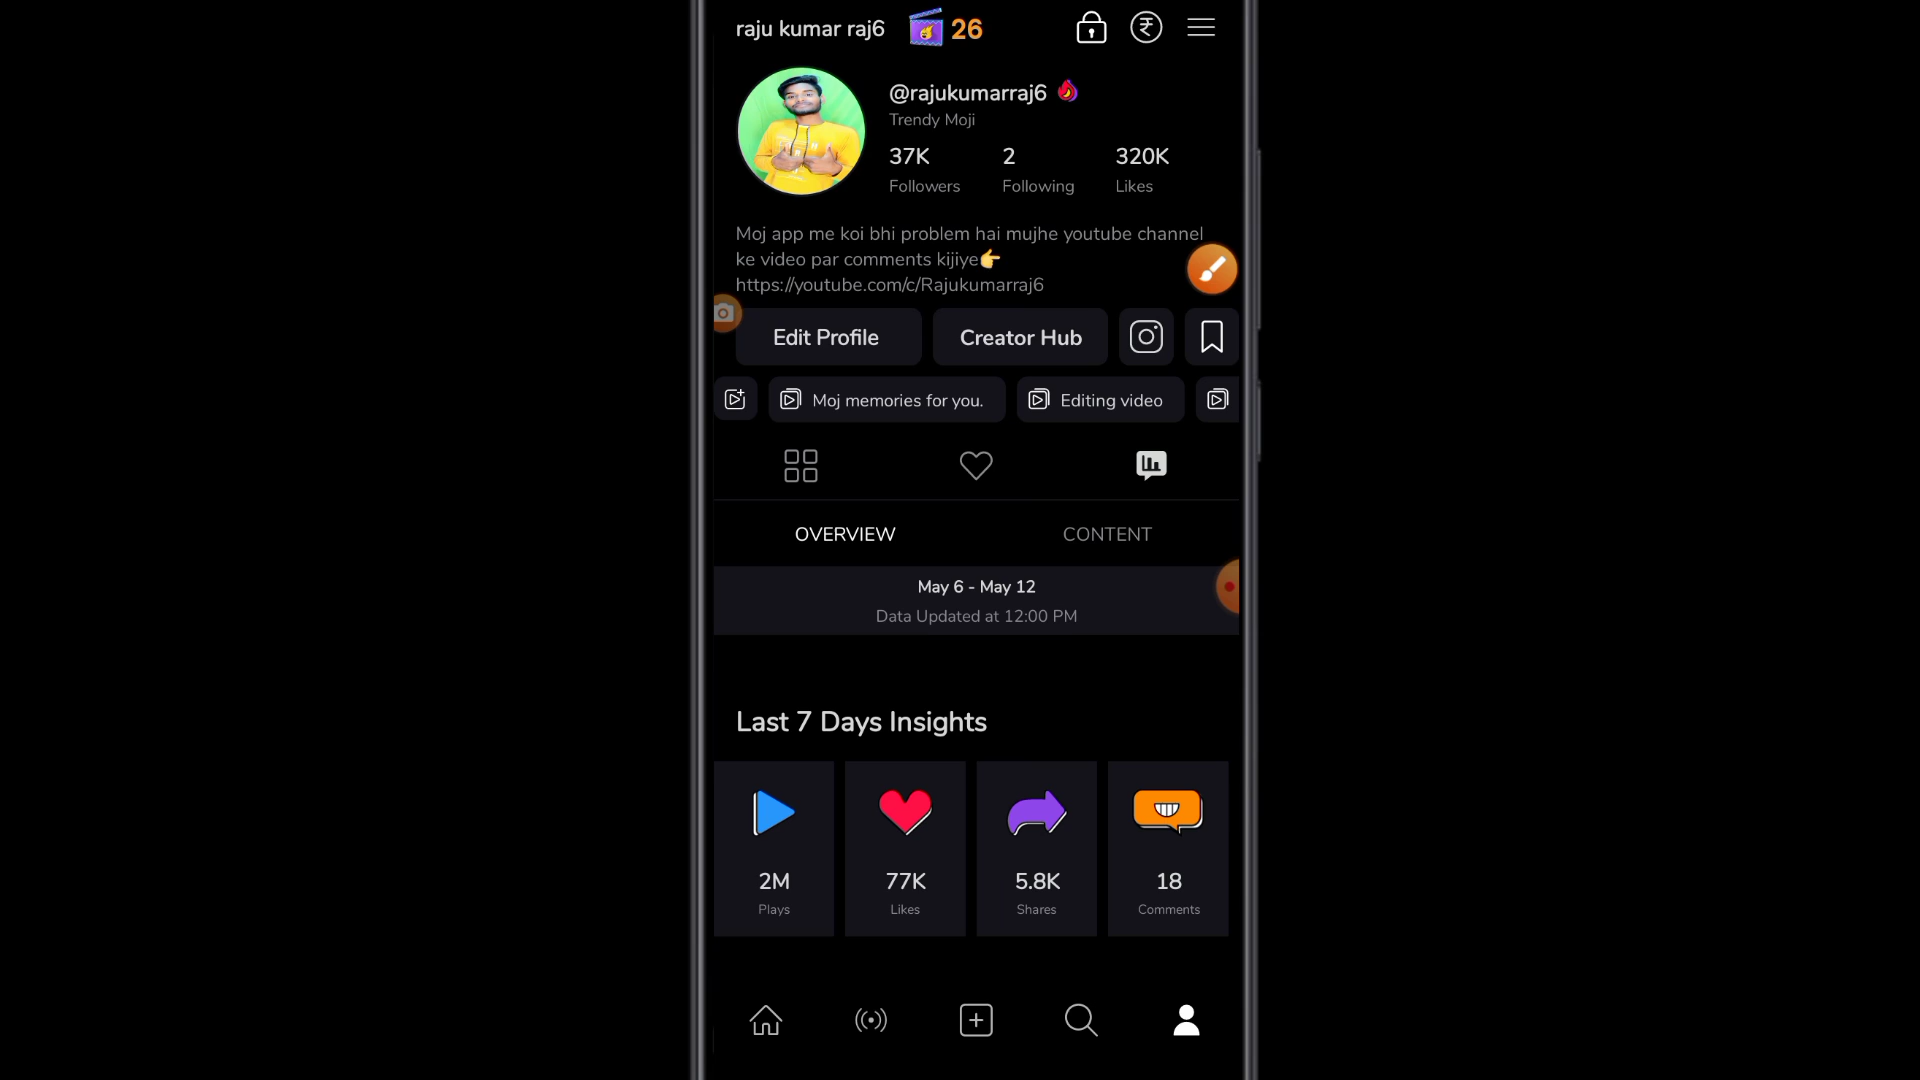 raju kumar raj6 26
@rajukumarraj6
Trendy Moji
37K 2 320K
Followers Following Likes
Moj app me koi bhi problem hai mujhe youtube channel
ke video par comments kijiye👉
https://youtube.com/c/Rajukumarraj6
Edit Profile Creator Hub
Moj memories for you. Editing video
OVERVIEW CONTENT
May 6 - May 12
Data Updated at 12:00 PM
Last 7 Days Insights
2M 77K 5.8K 18
Plays Likes Shares Comments